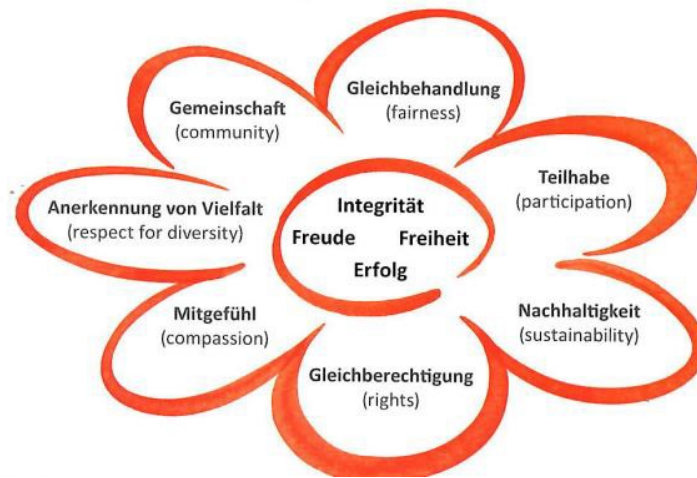 Gleichbehandlung
(fairness)
Gemeinschaft
(community)
Teilhabe
(participation)
Anerkennung von Vielfalt
(respect for diversity)
Integrität
Freude Freiheit
Erfolg
Mitgefühl
(compassion)
Nachhaltigkeit
(sustainability)
Gleichberechtigung
(rights)